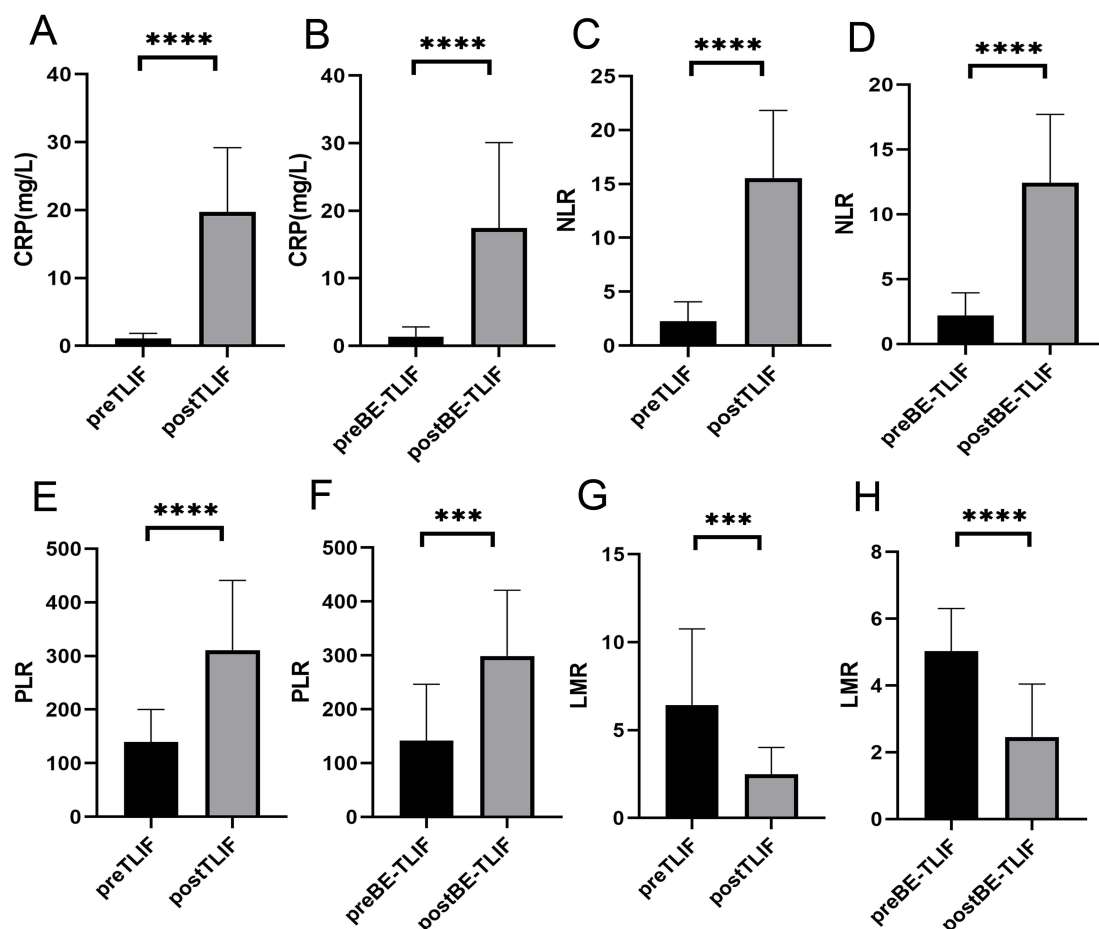 A
****
CRP(mg/L)
40
30
20
10
0
preTLIF
postTLIF
B
****
CRP(mg/L)
40
30
20
10
0
preBE-TLIF
postBE-TLIF
C
****
NLR
25
20
15
10
5
0
preTLIF
postTLIF
D
****
NLR
20
15
10
5
0
preBE-TLIF
postBE-TLIF
E
****
PLR
500
400
300
200
100
0
preTLIF
postTLIF
F
***
PLR
500
400
300
200
100
0
preBE-TLIF
postBE-TLIF
G
***
LMR
15
10
5
0
preTLIF
postTLIF
H
****
LMR
8
6
4
2
0
preBE-TLIF
postBE-TLIF